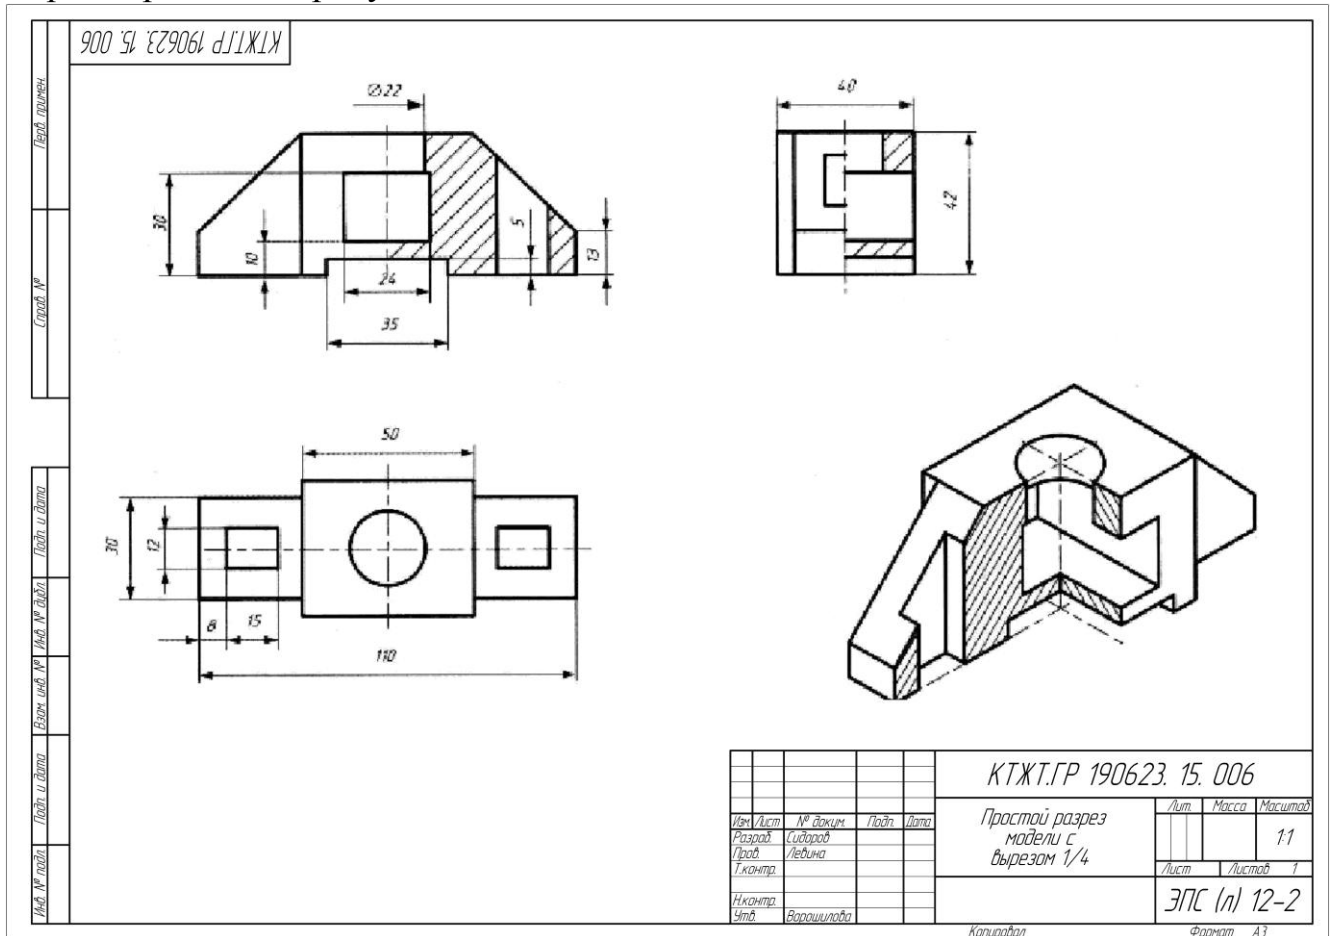 КТЖТ.ГР 190623. 15. 006
Перв. примен.
Справ. №
Подп. и дата
Инв. № дубл.
Взам. инв. №
Подп. и дата
Инв. № подл.
∅22
30
10
24
35
5
13
40
42
50
30
12
8
15
110
КТЖТ.ГР 190623. 15. 006
Простой разрез
модели с
вырезом 1/4
Лит. Масса Масштаб
1:1
Лист Листов 1
ЭПС (л) 12-2
Изм. Лист № докум. Подп. Дата
Разраб. Сидоров
Пров. Левина
Т.контр.
Н.контр.
Утв. Ворошилова
Копировал Формат А3